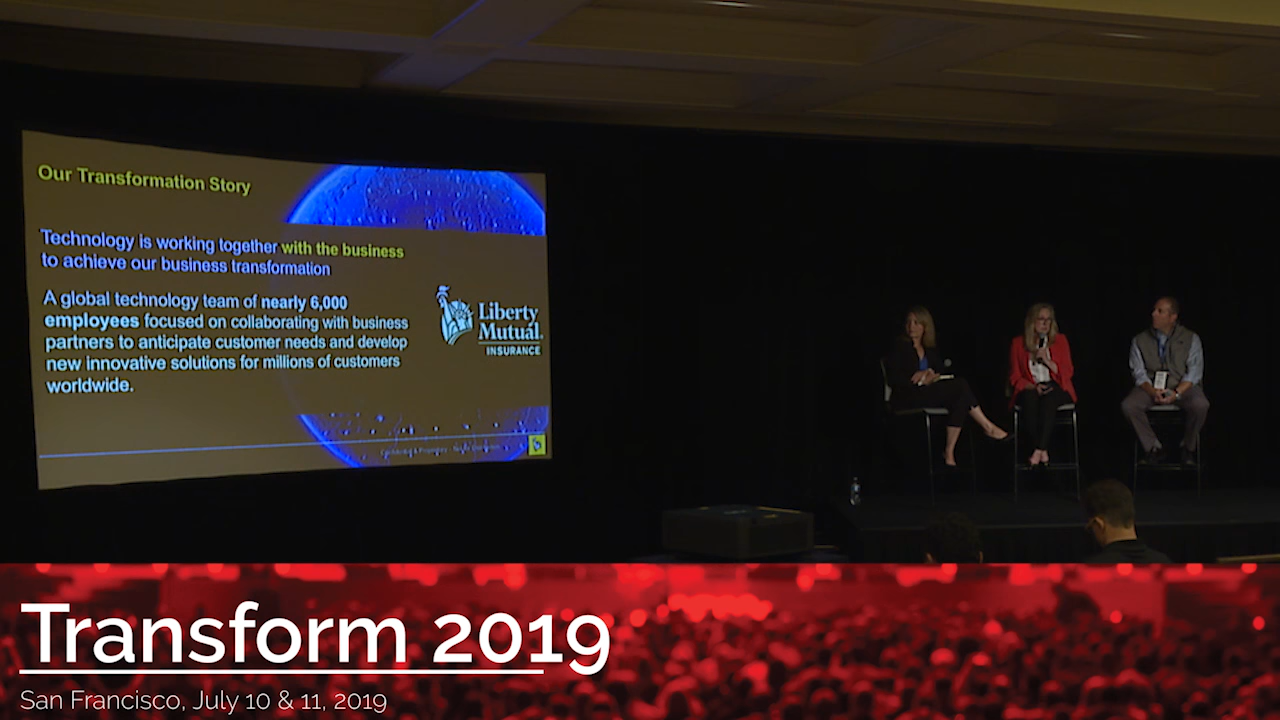 Our Transformation Story
Technology is working together with the business
to achieve our business transformation
A global technology team of nearly 6,000
employees focused on collaborating with business
partners to anticipate customer needs and develop
new innovative solutions for millions of customers
worldwide.
Liberty
Mutual.
INSURANCE
Transform 2019
San Francisco, July 10 & 11, 2019